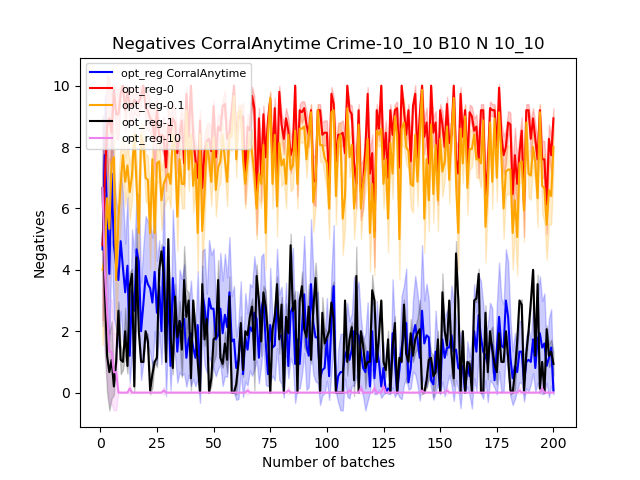 Negatives CorralAnytime Crime-10_10 B10 N 10_10
opt_reg CorralAnytime
opt_reg-0
opt_reg-0.1
opt_reg-1
opt_reg-10
Negatives
10
8
6
4
2
0
0 25 50 75 100 125 150 175 200
Number of batches